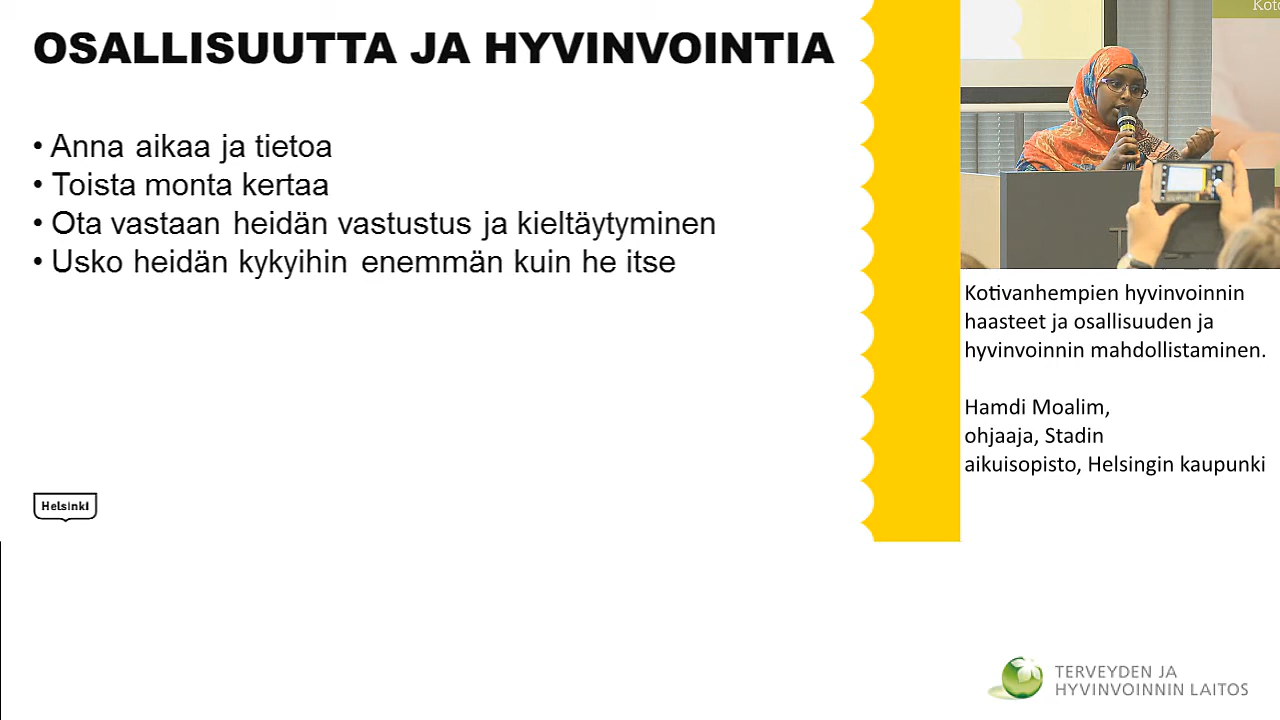 OSALLISUUTTA JA HYVINVOINTIA
• Anna aikaa ja tietoa
• Toista monta kertaa
• Ota vastaan heidän vastustus ja kieltäytyminen
• Usko heidän kykyihin enemmän kuin he itse
Helsinki
Kotivanhempien hyvinvoinnin
haasteet ja osallisuuden ja
hyvinvoinnin mahdollistaminen.
Hamdi Moalim,
ohjaaja, Stadin
aikuisopisto, Helsingin kaupunki
TERVEYDEN JA
HYVINVOINNIN LAITOS